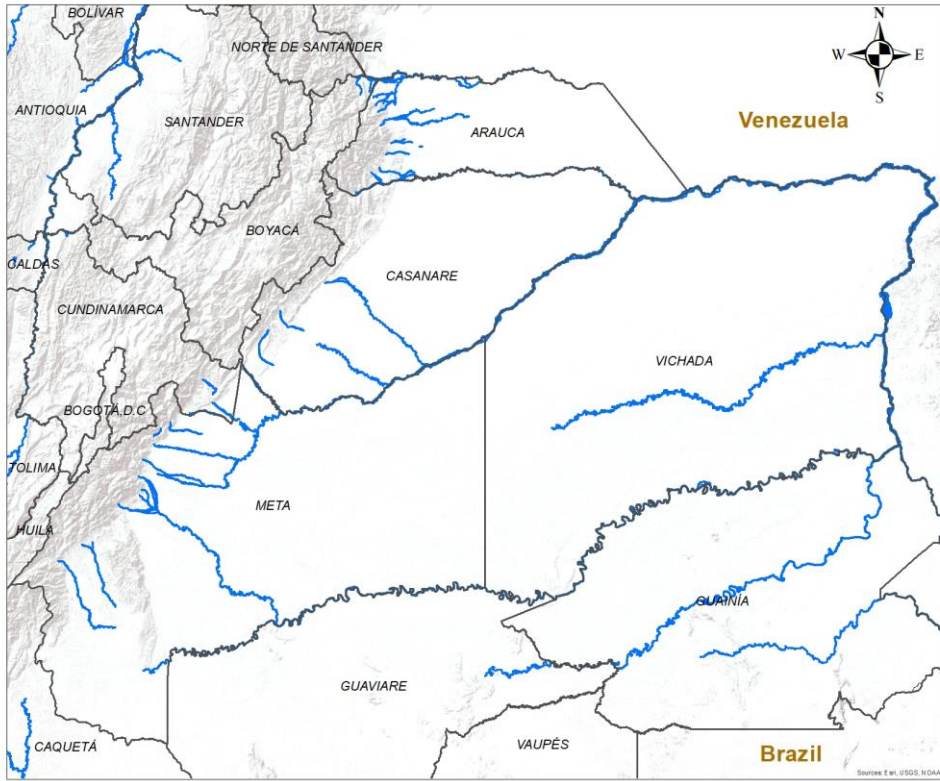 BOLÍVAR
N
NORTE DE SANTANDER
W
E
S
ANTIOQUIA
SANTANDER
ARAUCA
Venezuela
BOYACÁ
CALDAS
CASANARE
CUNDINAMARCA
VICHADA
BOGOTÁ,D.C
TOLIMA
META
HUILA
GUAINÍA
GUAVIARE
CAQUETÁ
VAUPÉS
Brazil
Sources: Esri, USGS, NOAA